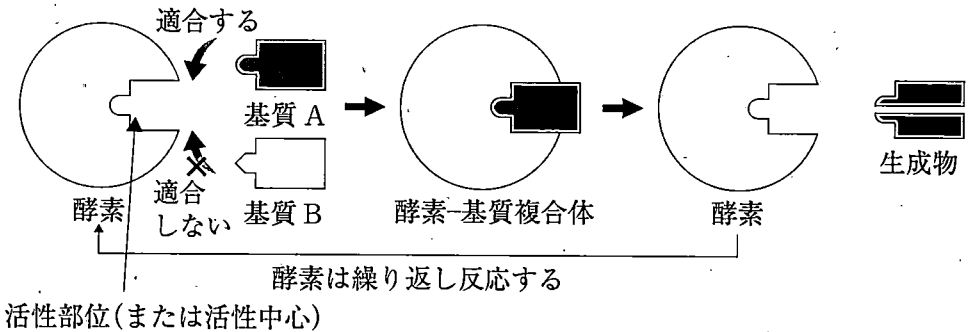 適合する
基質 A
適合
しない
基質 B
酵素
酵素−基質複合体
酵素
生成物
酵素は繰り返し反応する
活性部位(または活性中心)